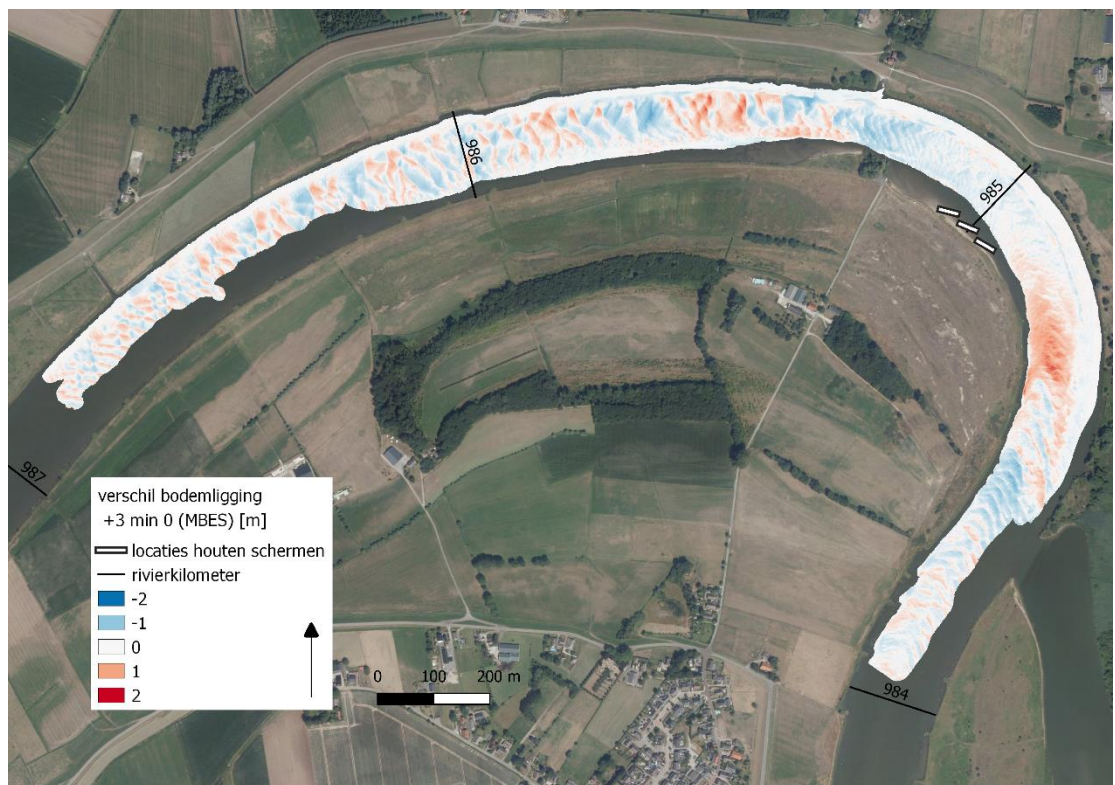 986
985
987
984
verschil bodemligging
+3 min 0 (MBES) [m]
locaties houten schermen
rivierkilometer
-2
-1
0
1
2
0 100 200 m